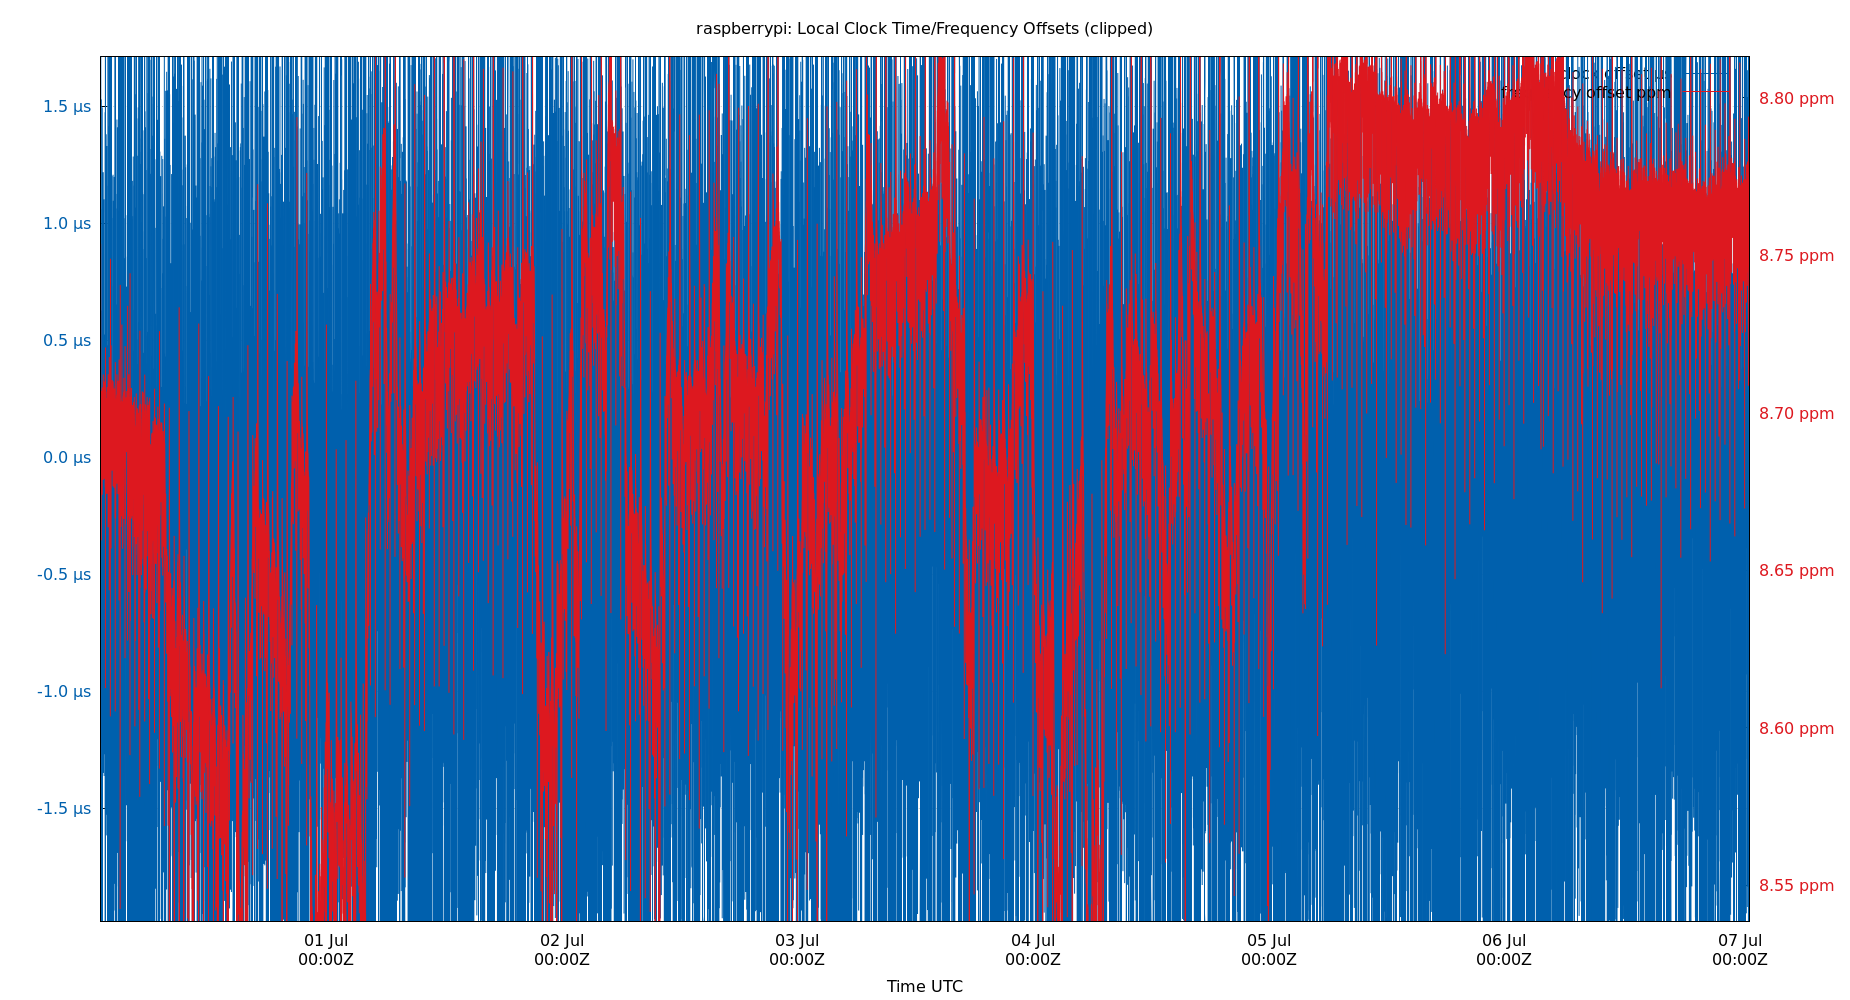 raspberrypi: Local Clock Time/Frequency Offsets (clipped)
clock offset µs
cy offset ppm
1.5 µs
1.0 µs
0.5 µs
0.0 µs
-0.5 µs
-1.0 µs
-1.5 µs
8.80 ppm
8.75 ppm
8.70 ppm
8.65 ppm
8.60 ppm
8.55 ppm
01 Jul
00:00Z
02 Jul
00:00Z
03 Jul
00:00Z
04 Jul
00:00Z
05 Jul
00:00Z
06 Jul
00:00Z
07 Jul
00:00Z
Time UTC